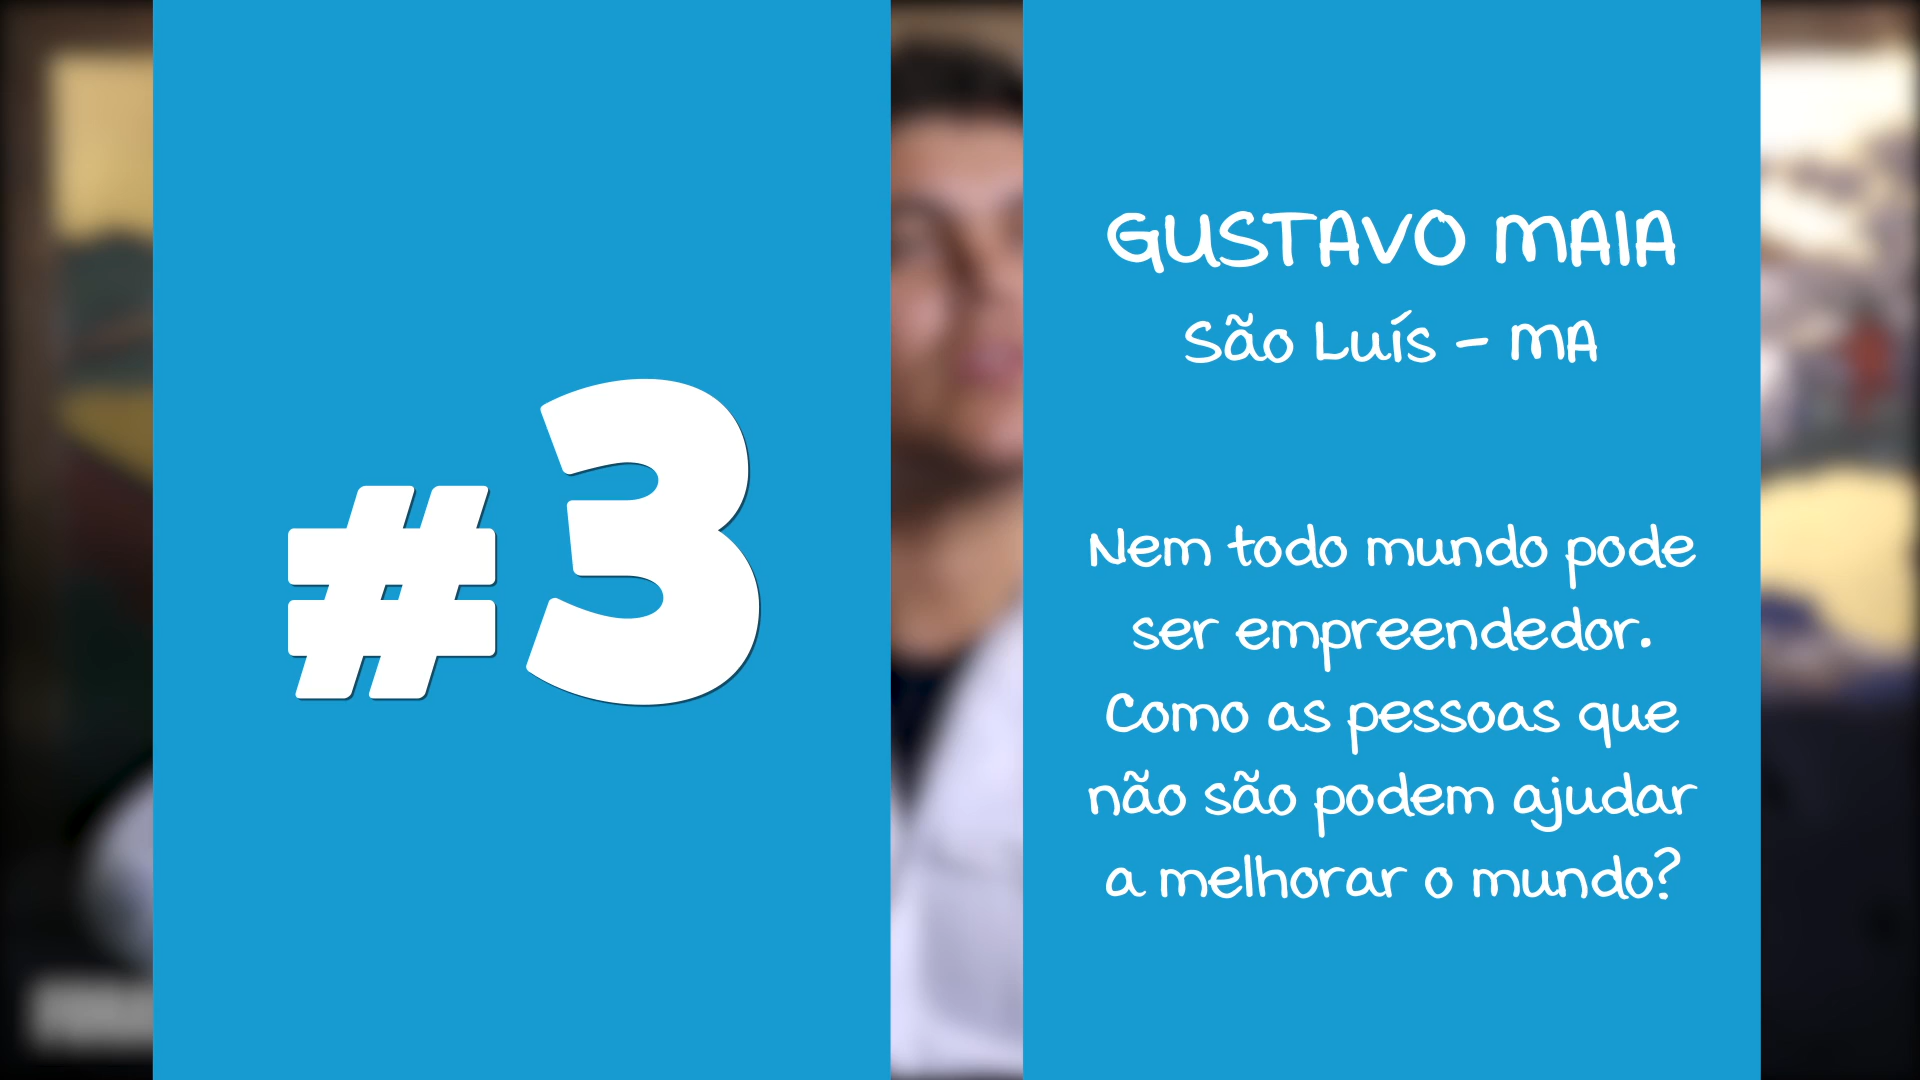 #3
GUSTAVO MAIA
São Luís - MA
Nem todo mundo pode
ser empreendedor.
Como as pessoas que
não são podem ajudar
a melhorar o mundo?